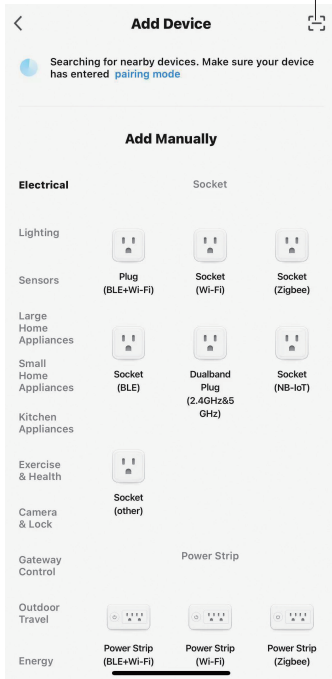 Add Device
Searching for nearby devices. Make sure your device
has entered pairing mode
Add Manually
Electrical
Lighting
Sensors
Large
Home
Appliances
Small
Home
Appliances
Kitchen
Appliances
Exercise
& Health
Camera
& Lock
Gateway
Control
Outdoor
Travel
Energy
Socket
Plug
(BLE+Wi-Fi)
Socket
(Wi-Fi)
Socket
(Zigbee)
Socket
(BLE)
Dualband
Plug
(2.4GHz&5
GHz)
Socket
(NB-IoT)
Socket
(other)
Power Strip
Power Strip
(BLE+Wi-Fi)
Power Strip
(Wi-Fi)
Power Strip
(Zigbee)